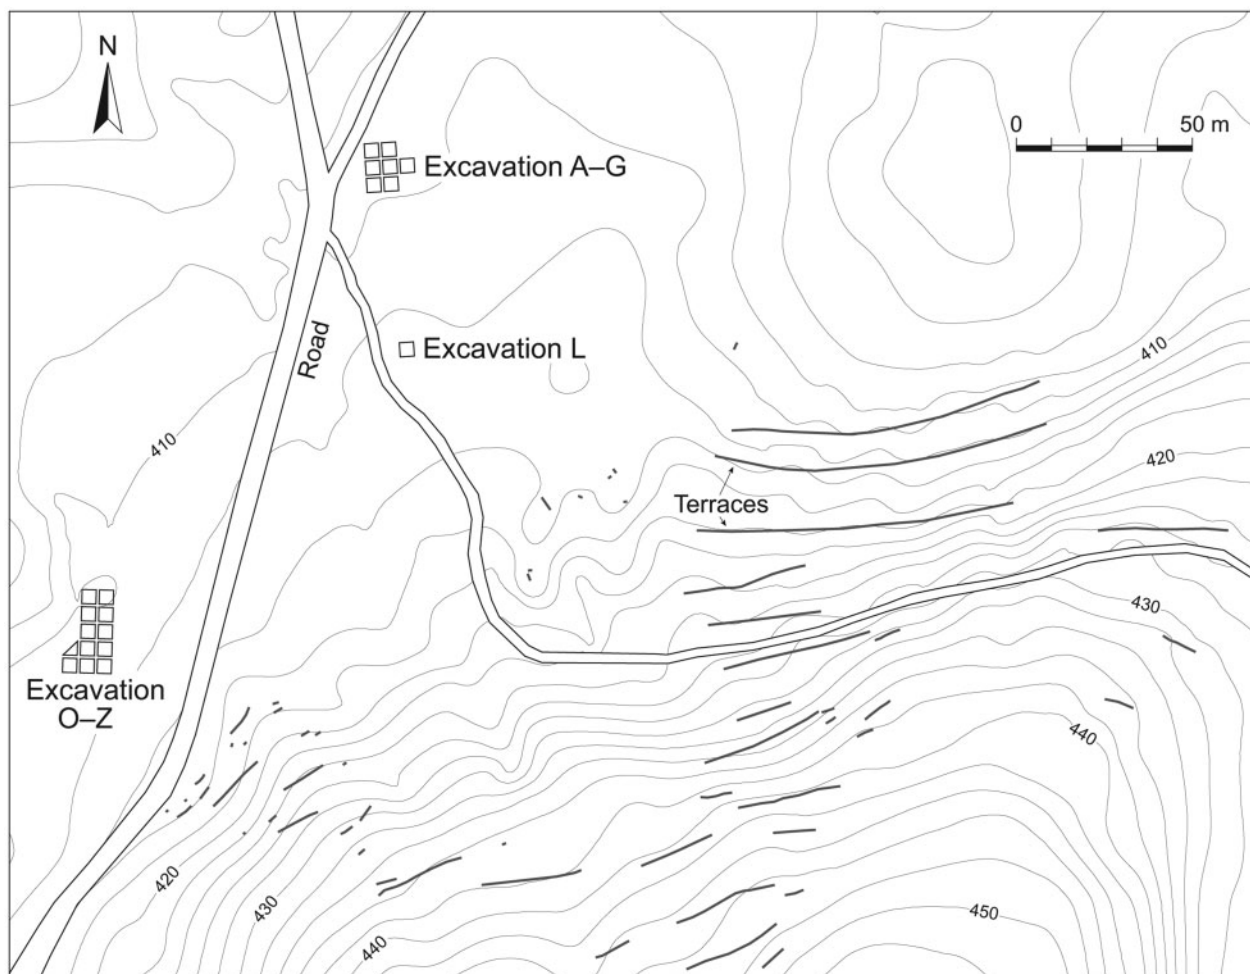 N
0 50 m
Excavation A–G
Road
Excavation L
410
410
420
Terraces
430
Excavation
O–Z
440
420
430
440
450